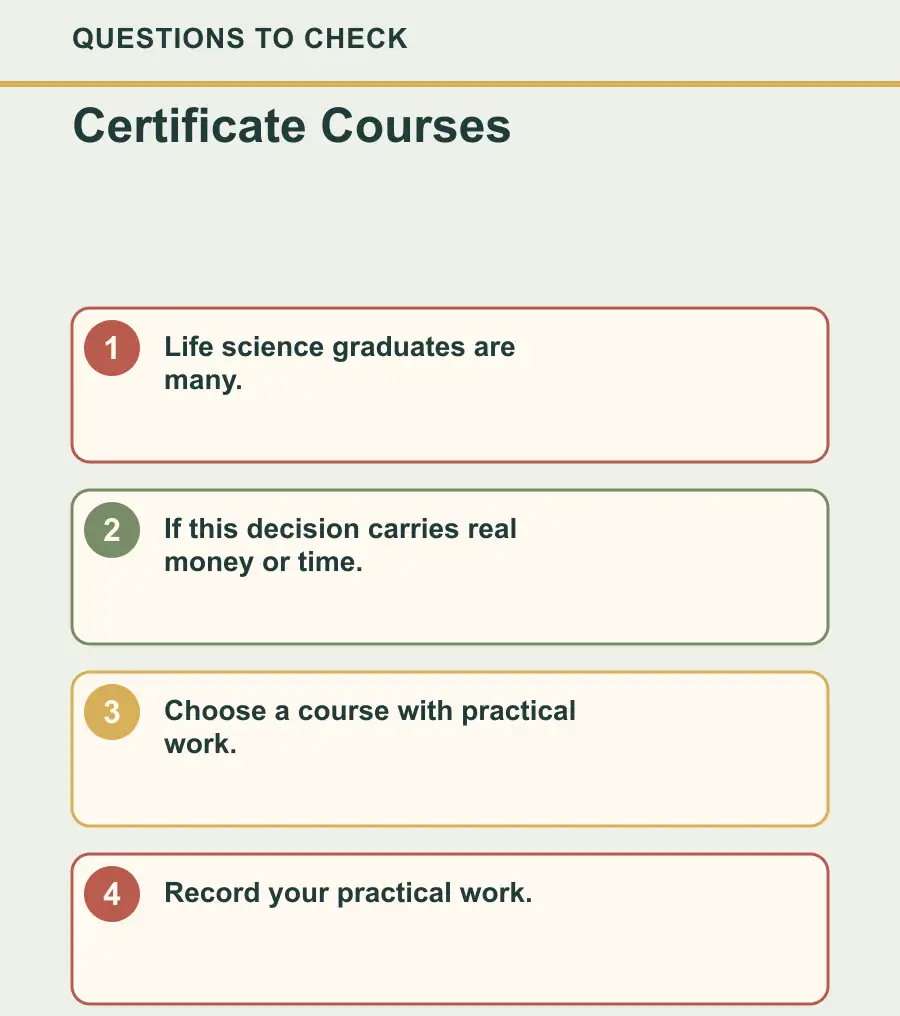 QUESTIONS TO CHECK
Certificate Courses
1
Life science graduates are
many.
2
If this decision carries real
money or time.
3
Choose a course with practical
work.
4
Record your practical work.